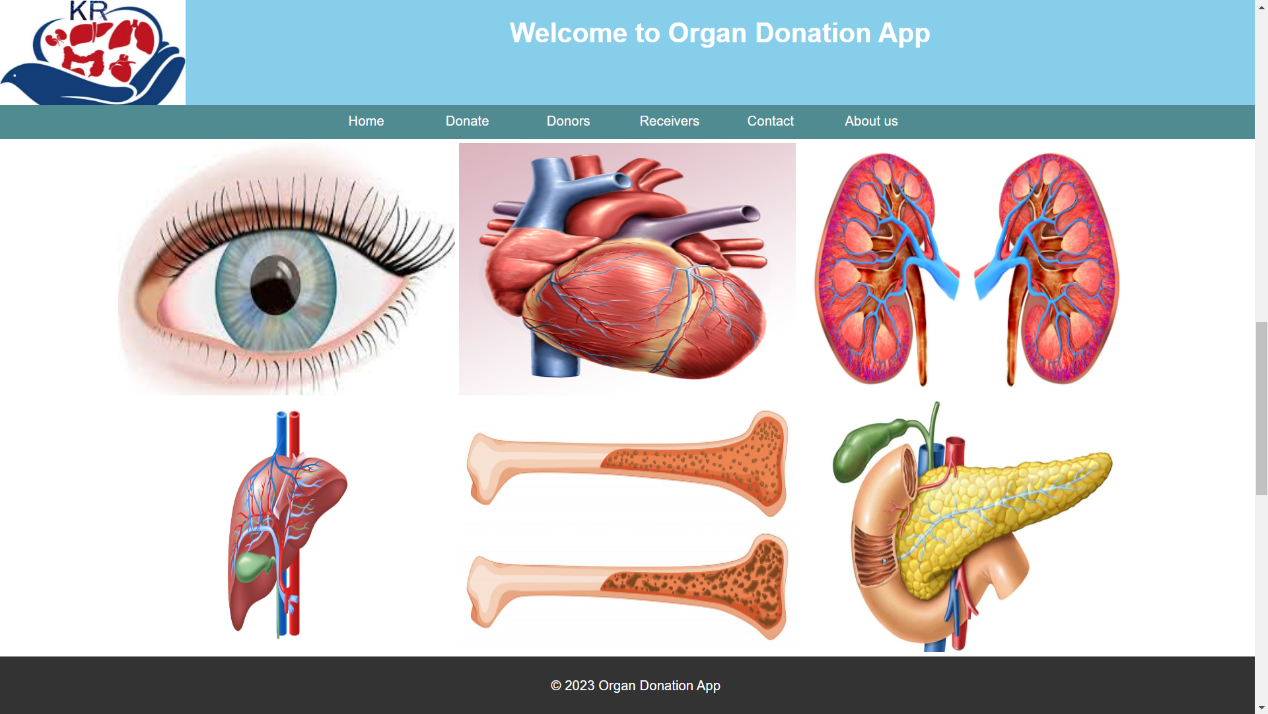 KR
Welcome to Organ Donation App
Home Donate Donors Receivers Contact About us
© 2023 Organ Donation App